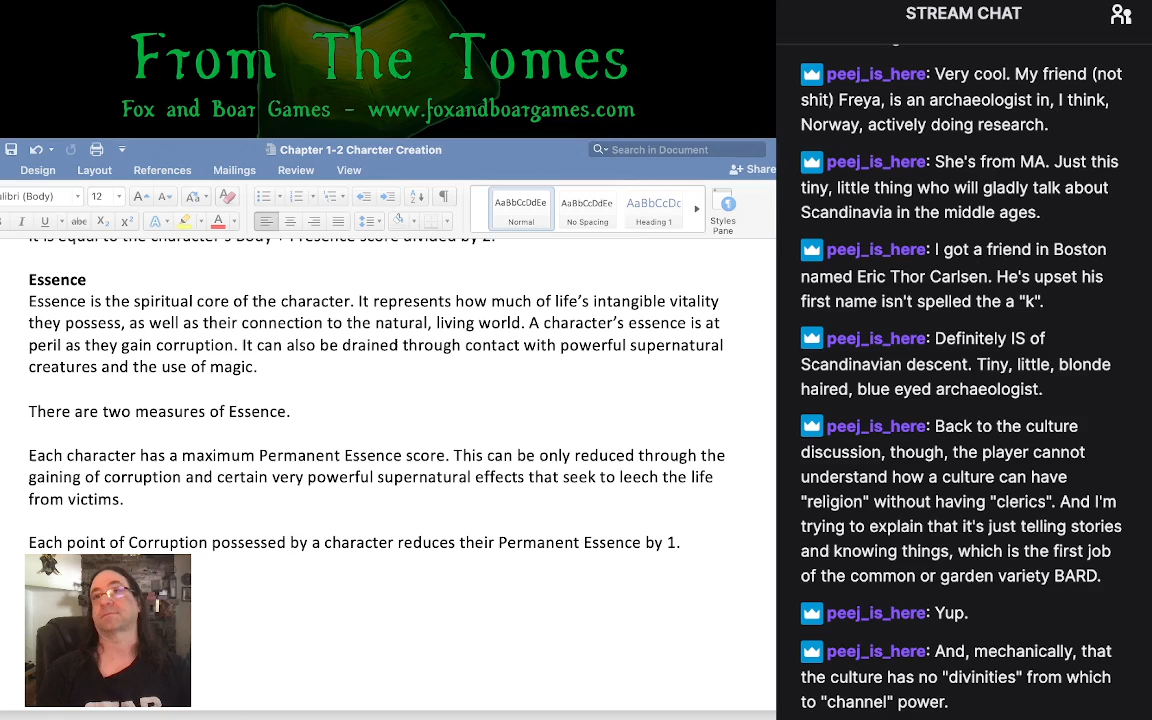 From The Tomes
Fox and Boar Games – www.foxandboargames.com
Chapter 1-2 Charcter Creation
Search in Document
Design Layout References Mailings Review View
Share
alibri (Body) 12
AaBbCcDdEe AaBbCcDdEe AaBbCcDc
Normal No Spacing Heading 1
Styles
Pane
It is equal to the character's Body + Presence score divided by 2.
Essence
Essence is the spiritual core of the character. It represents how much of life's intangible vitality
they possess, as well as their connection to the natural, living world. A character's essence is at
peril as they gain corruption. It can also be drained through contact with powerful supernatural
creatures and the use of magic.
There are two measures of Essence.
Each character has a maximum Permanent Essence score. This can be only reduced through the
gaining of corruption and certain very powerful supernatural effects that seek to leech the life
from victims.
Each point of Corruption possessed by a character reduces their Permanent Essence by 1.
STREAM CHAT
peej_is_here: Very cool. My friend (not
shit) Freya, is an archaeologist in, I think,
Norway, actively doing research.
peej_is_here: She's from MA. Just this
tiny, little thing who will gladly talk about
Scandinavia in the middle ages.
peej_is_here: I got a friend in Boston
named Eric Thor Carlsen. He's upset his
first name isn't spelled the a "k".
peej_is_here: Definitely IS of
Scandinavian descent. Tiny, little, blonde
haired, blue eyed archaeologist.
peej_is_here: Back to the culture
discussion, though, the player cannot
understand how a culture can have
"religion" without having "clerics". And I'm
trying to explain that it's just telling stories
and knowing things, which is the first job
of the common or garden variety BARD.
peej_is_here: Yup.
peej_is_here: And, mechanically, that
the culture has no "divinities" from which
to "channel" power.